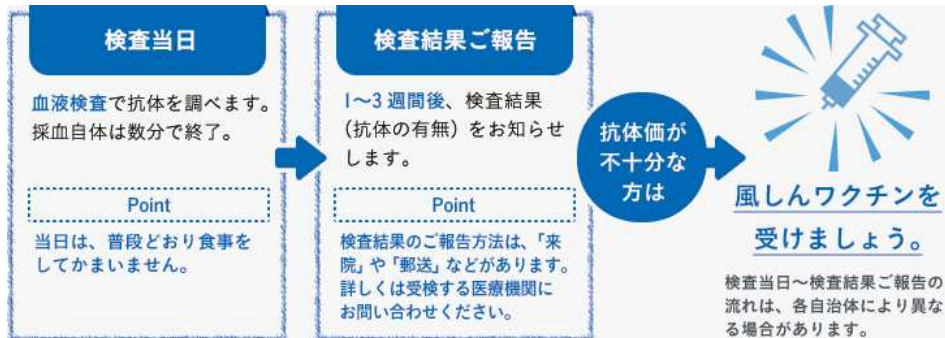 検査当日
血液検査で抗体を調べます。
採血自体は数分で終了。
Point
当日は、普段どおり食事を
してかまいません。
検査結果ご報告
1〜3週間後、検査結果
(抗体の有無)をお知らせ
します。
Point
検査結果のご報告方法は、「来
院」や「郵送」などがあります。
詳しくは受検する医療機関に
お問い合わせください。
抗体価が
不十分な
方は
風しんワクチンを
受けましょう。
検査当日〜検査結果ご報告の
流れは、各自治体により異な
る場合があります。